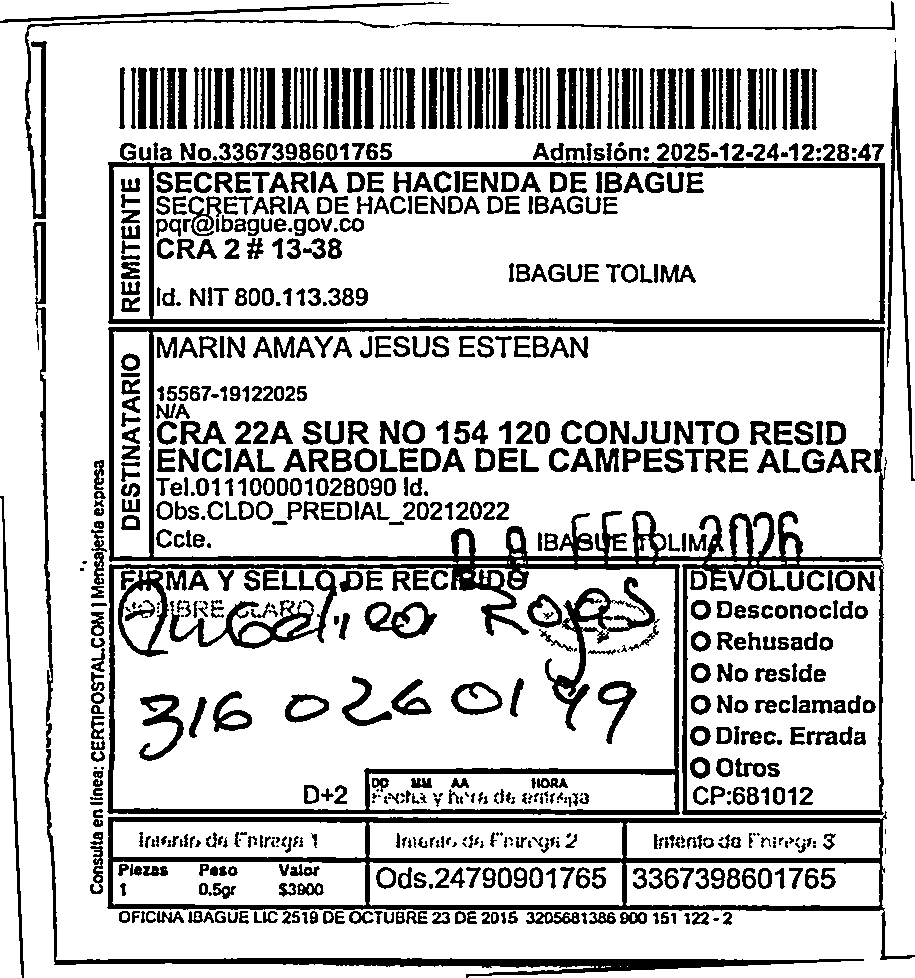 Guia No.3367398601765 Admisión: 2025-12-24-12:28:47
REMITENTE
SECRETARIA DE HACIENDA DE IBAGUE
SECRETARIA DE HACIENDA DE IBAGUE
pqr@ibague.gov.co
CRA 2 # 13-38
IBAGUE TOLIMA
Id. NIT 800.113.389
DESTINATARIO
MARIN AMAYA JESUS ESTEBAN
15567-19122025
N/A
CRA 22A SUR NO 154 120 CONJUNTO RESID
ENCIAL ARBOLEDA DEL CAMPESTRE ALGARI
Tel.011100001028090 Id.
Obs.CLDO_PREDIAL_20212022
Ccte. IBAGUE TOLIMA
FEB 2026
FIRMA Y SELLO DE RECIBIDO
NOMBRE CLARO
Rojas
316 026 01 49
D+2
DD MM AA HORA
Fecha y hora de entrega
DEVOLUCION
Desconocido
Rehusado
No reside
No reclamado
Direc. Errada
Otros
CP:681012
Intento de Entrega 1 Intento de Entrega 2 Intento de Entrega 3
Piezas Peso Valor
1 0.5gr $3900
Ods.24790901765 3367398601765
OFICINA IBAGUE LIC 2519 DE OCTUBRE 23 DE 2015 3205681386 900 151 122 - 2
Consulta en línea: CERTIPOSTAL.COM | Mensajería expresa